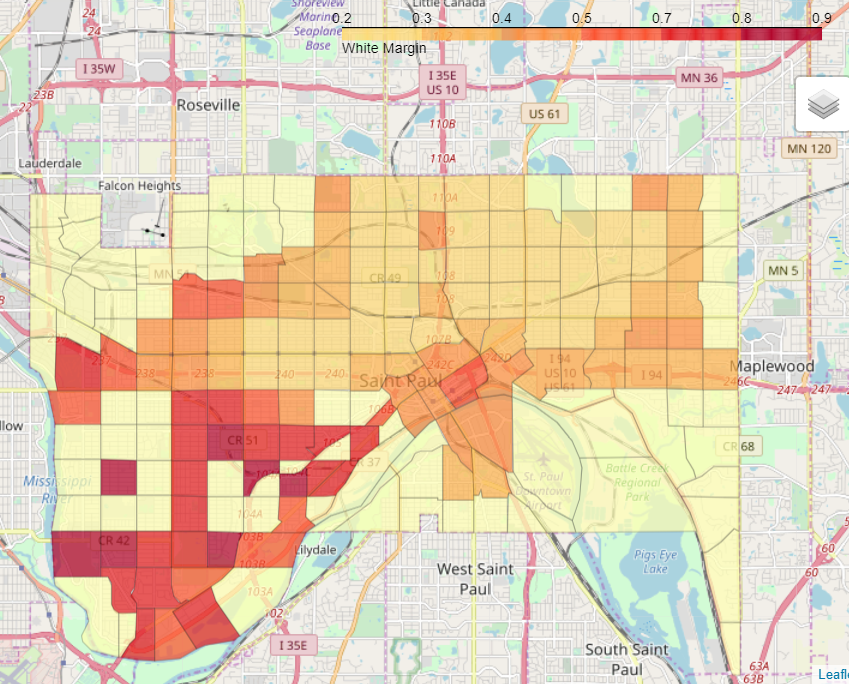 Little Canada
Shoreview
Marine
Seaplane
Base
24
24
0.2 0.3 0.4 0.5 0.7 0.8 0.9
White Margin
I 35W
I 35E
US 10
MN 36
23B
Roseville
US 61
110B
MN 120
110A
Lauderdale
Falcon Heights
110A
109
MN 51
CR 49
108
MN 5
108
107B
237
242C
242D
I 94
US 10
US 61
I 94
Maplewood
238
238
240
240
Saint Paul
246C
247
247
106B
llow
CR 51
105
CR 68
CR 37
Mississippi
River
St. Paul
Downtown
Airport
Battle Creek
Regional
Park
104A
CR 42
103B
Lilydale
103B
Pigs Eye
Lake
60
60
West Saint
Paul
103A
102
I 35E
South Saint
Paul
63A
63B
Leafl